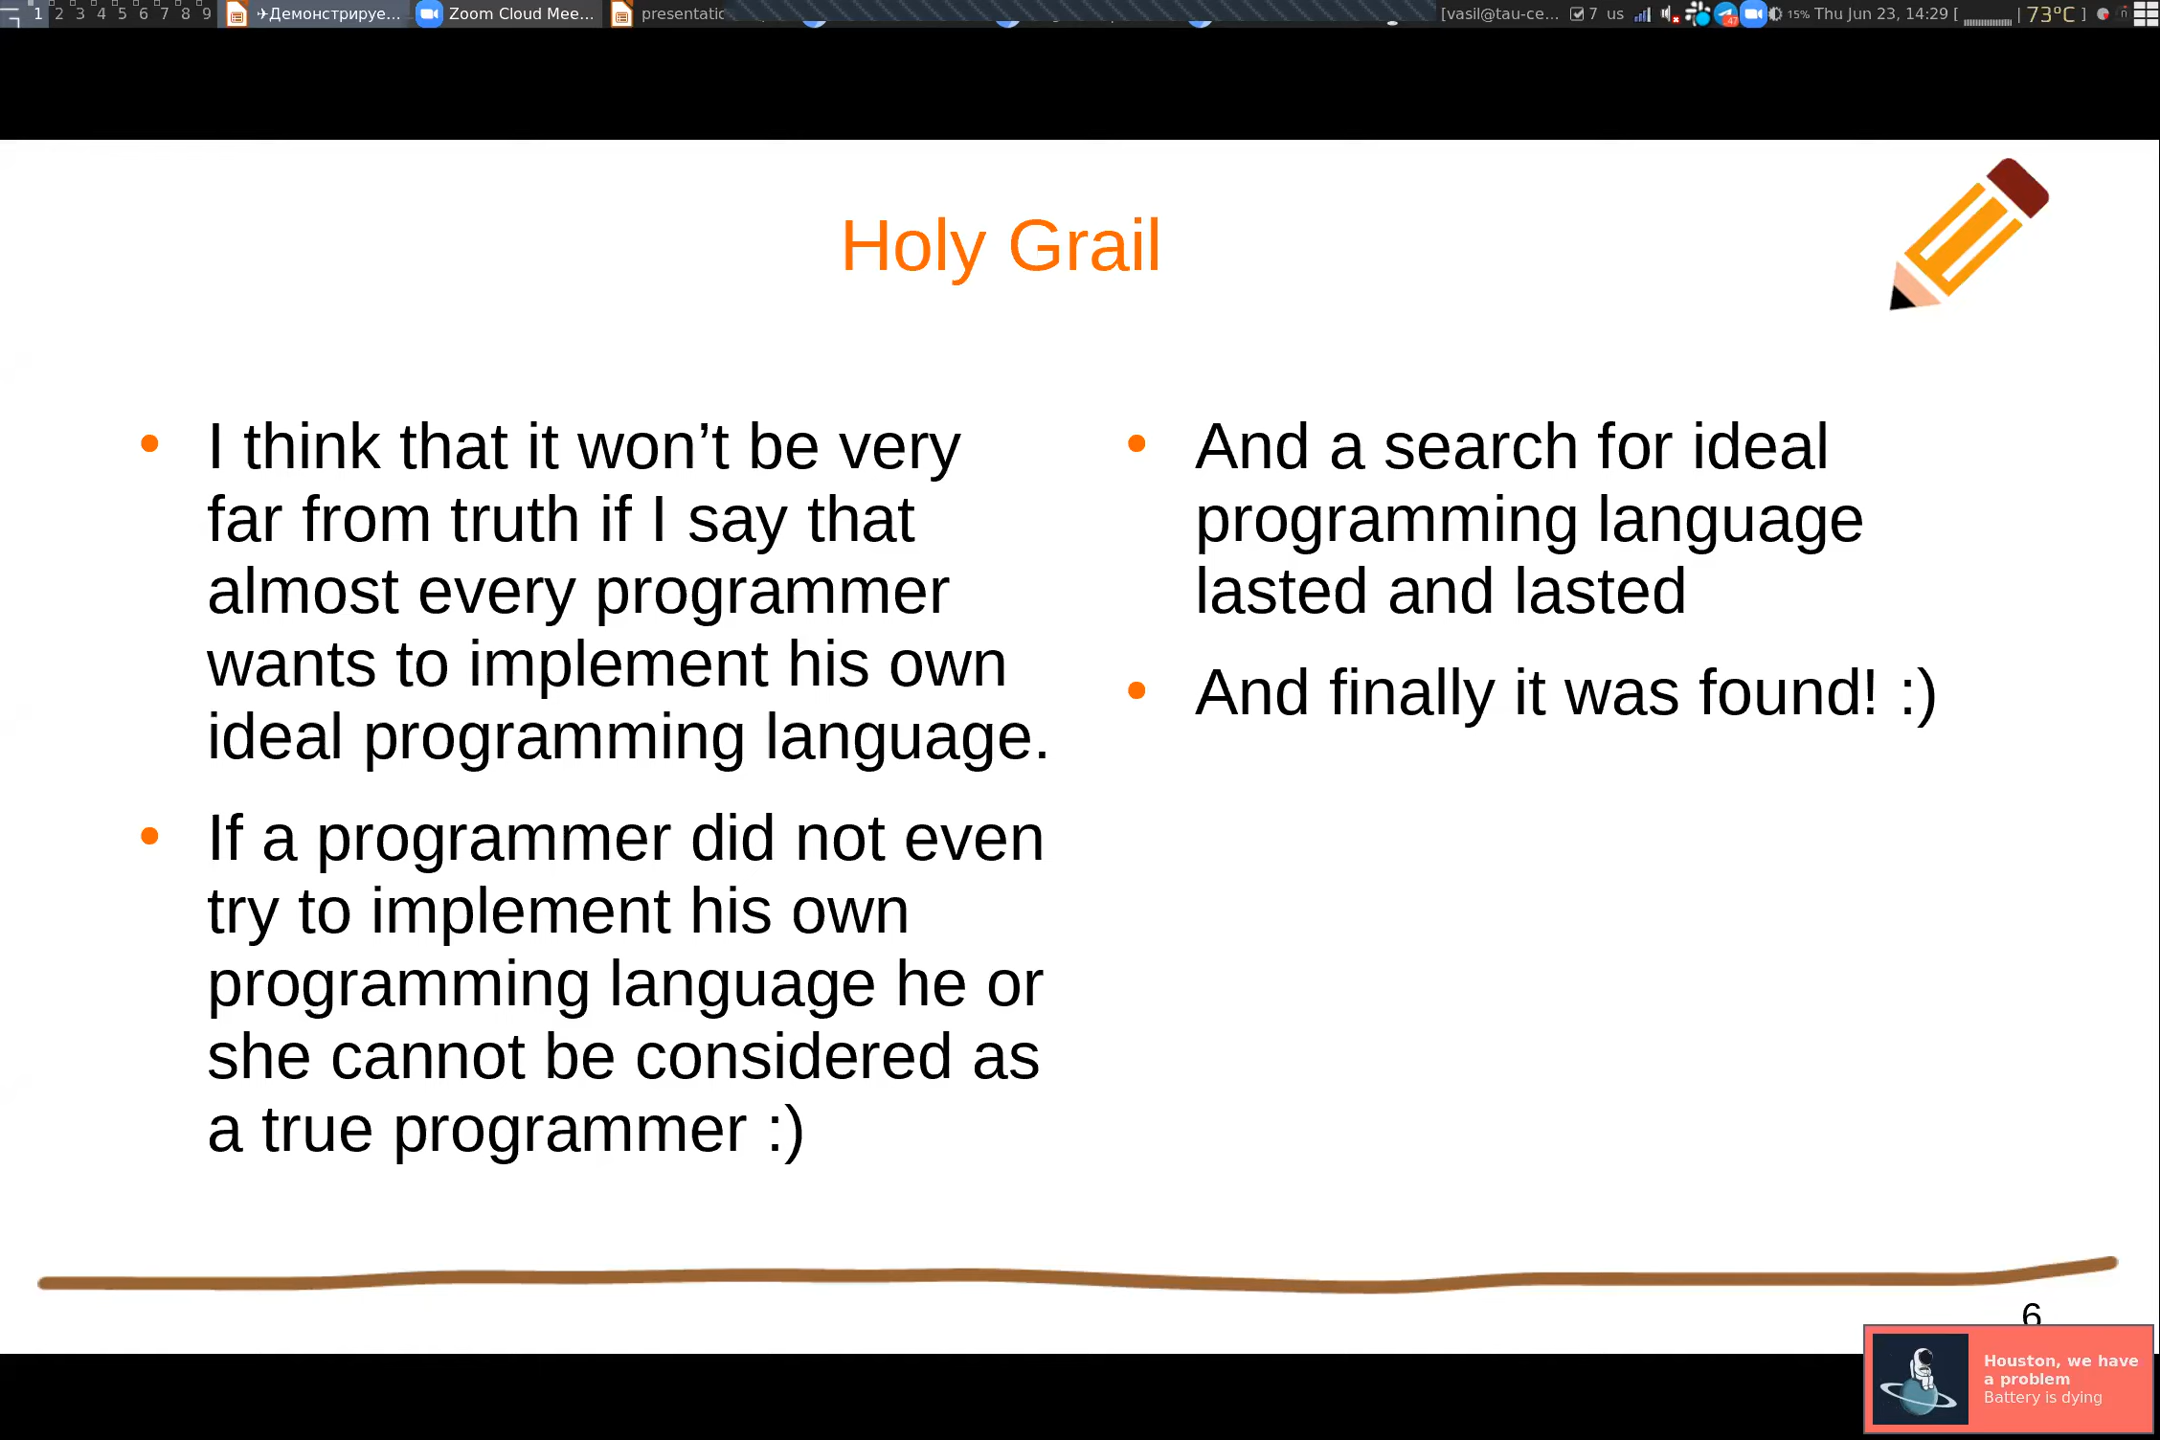 1 2 3 4 5 6 7 8 9 ✈Демонстрируе... Zoom Cloud Mee... [vasil@tau-ce... 7 us 47 15% Thu Jun 23, 14:29 [ | 73°C ]
Holy Grail
I think that it won’t be very
far from truth if I say that
almost every programmer
wants to implement his own
ideal programming language.
If a programmer did not even
try to implement his own
programming language he or
she cannot be considered as
a true programmer :)
And a search for ideal
programming language
lasted and lasted
And finally it was found! :)
6
Houston, we have
a problem
Battery is dying